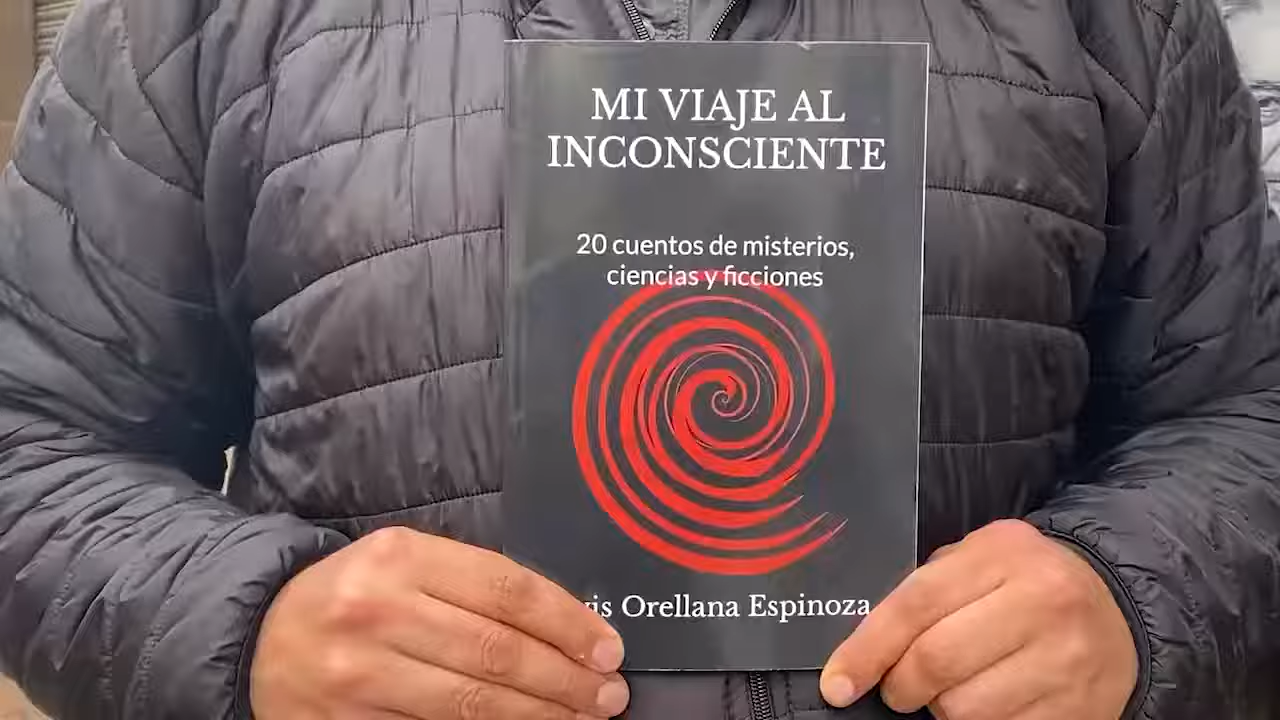 MI VIAJE AL
INCONSCIENTE
20 cuentos de misterios,
ciencias y ficciones
Orellana Espinoza